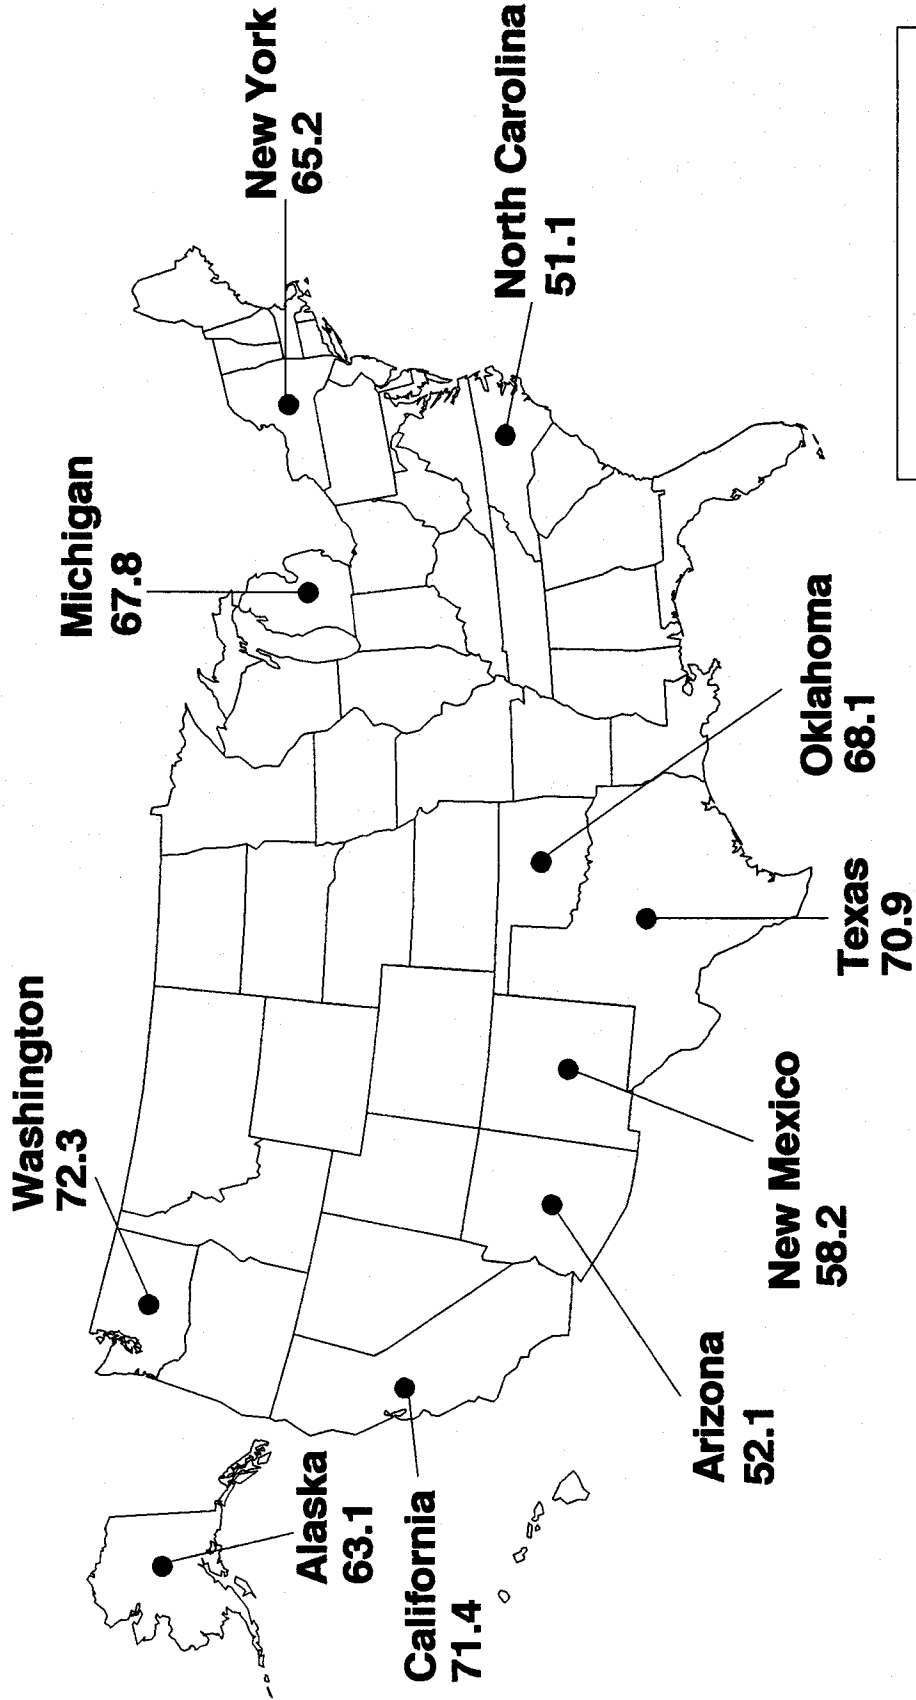 Washington
72.3
Michigan
67.8
New York
65.2
Alaska
63.1
California
71.4
North Carolina
51.1
Arizona
52.1
New Mexico
58.2
Texas
70.9
Oklahoma
68.1